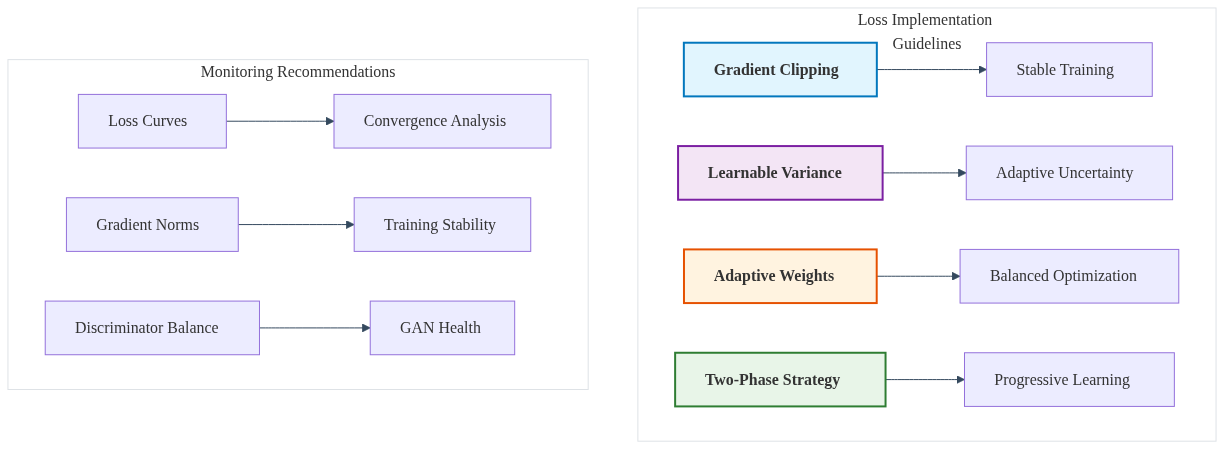 Monitoring Recommendations
Loss Curves
Convergence Analysis
Gradient Norms
Training Stability
Discriminator Balance
GAN Health
Loss Implementation
Guidelines
Gradient Clipping
Stable Training
Learnable Variance
Adaptive Uncertainty
Adaptive Weights
Balanced Optimization
Two-Phase Strategy
Progressive Learning